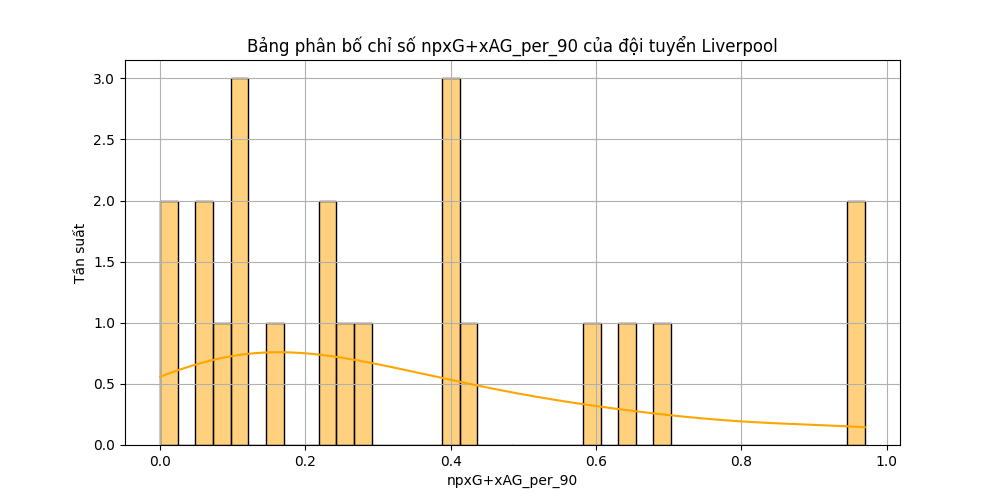 Bảng phân bố chỉ số npxG+xAG_per_90 của đội tuyển Liverpool
3.0
2.5
2.0
1.5
1.0
0.5
0.0
Tần suất
0.0 0.2 0.4 0.6 0.8 1.0
npxG+xAG_per_90